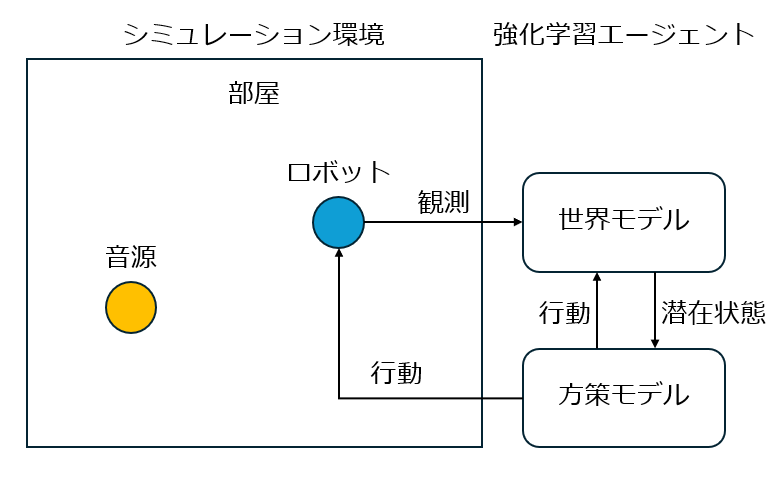 シミュレーション環境
強化学習エージェント
部屋
ロボット
観測
世界モデル
音源
行動
潜在状態
行動
方策モデル